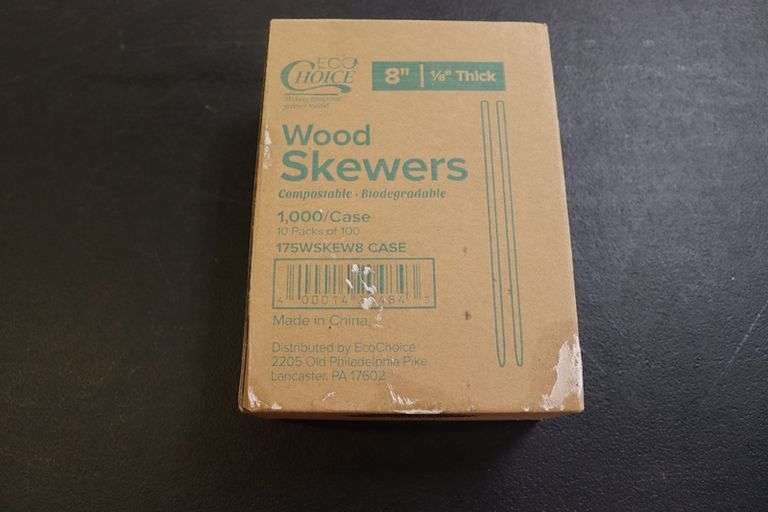 ECO
CHOICE
8" 1/8" Thick
Wood
Skewers
Compostable • Biodegradable
1,000/Case
10 Packs of 100
175WSKEW8 CASE
Made in China
Distributed by EcoChoice
2205 Old Philadelphia Pike
Lancaster, PA 17602